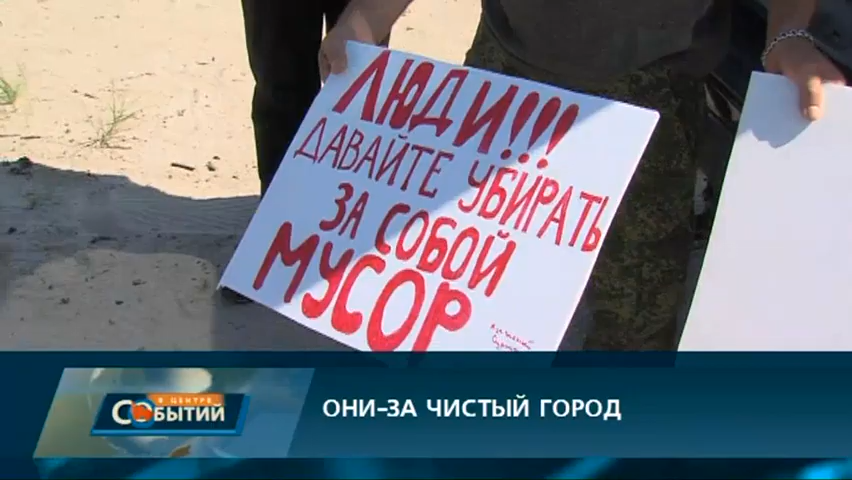 ЛЮДИ!!!
ДАВАЙТЕ УБИРАТЬ
ЗА СОБОЙ
МУСОР
В ЦЕНТРЕ
СОБЫТИЙ
ОНИ-ЗА ЧИСТЫЙ ГОРОД